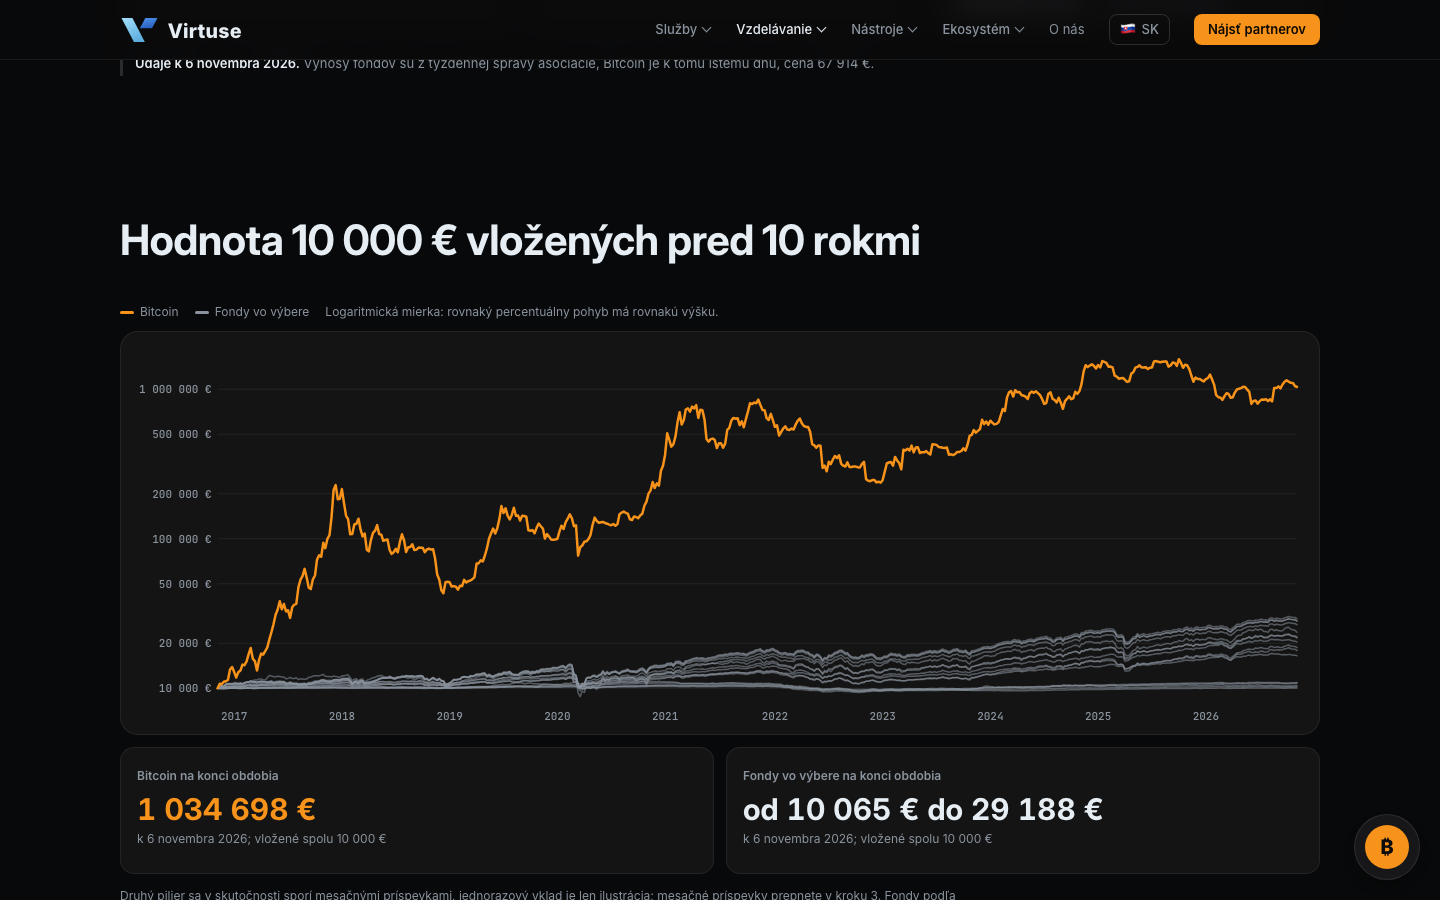 Virtuse
Služby
Vzdelávanie
Nástroje
Ekosystém
O nás
SK
Nájsť partnerov
Údaje k 6 novembra 2026. Výnosy fondov sú z týždennej správy asociácie, Bitcoin je k tomu istému dňu, cena 67 914 €.
Hodnota 10 000 € vložených pred 10 rokmi
Bitcoin
Fondy vo výbere
Logaritmická mierka: rovnaký percentuálny pohyb má rovnakú výšku.
1 000 000 €
500 000 €
200 000 €
100 000 €
50 000 €
20 000 €
10 000 €
2017 2018 2019 2020 2021 2022 2023 2024 2025 2026
Bitcoin na konci obdobia
1 034 698 €
k 6 novembra 2026; vložené spolu 10 000 €
Fondy vo výbere na konci obdobia
od 10 065 € do 29 188 €
k 6 novembra 2026; vložené spolu 10 000 €
Druhý pilier sa v skutočnosti sporí mesačnými príspevkami, jednorazový vklad je len ilustrácia; mesačné príspevky prepnete v kroku 3. Fondy podľa